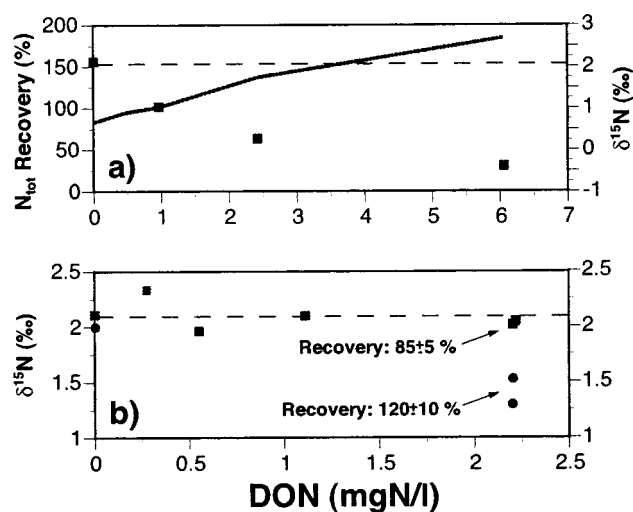 200
150
100
50
0
N_tot Recovery (%)
a)
3
2
1
0
-1
δ15N (‰)
0 1 2 3 4 5 6 7
2.5
2
1.5
1
δ15N (‰)
b)
Recovery: 85±5 %
Recovery: 120±10 %
2.5
2
1.5
1
δ15N (‰)
0 0.5 1 1.5 2 2.5
DON (mgN/l)